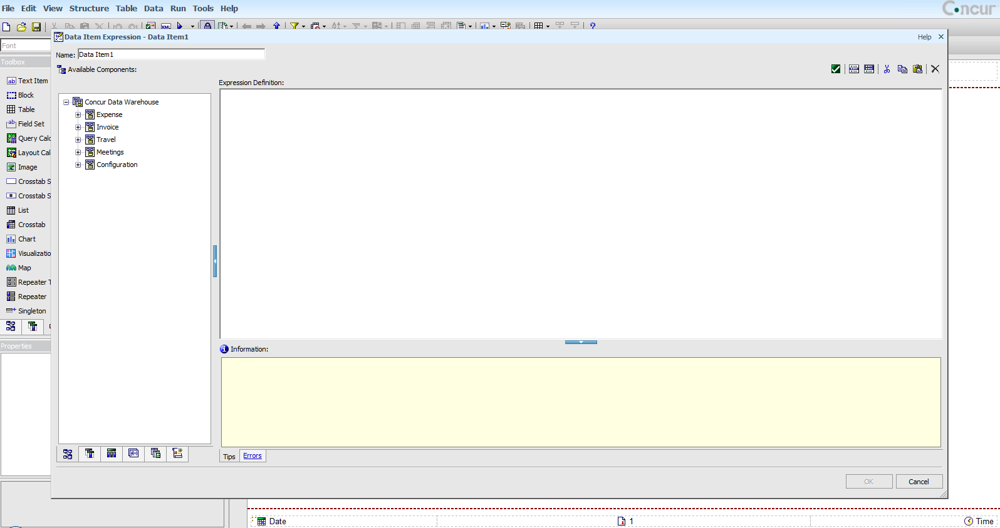 File Edit View Structure Table Data Run Tools Help
Concur
XML
Font
Data Item Expression - Data Item1
Help
Name: Data Item1
Available Components:
Expression Definition:
Toolbox
Text Item
Block
Table
Field Set
Query Calc
Layout Cal
Image
Crosstab S
Crosstab S
List
Crosstab
Chart
Visualizatio
Map
Repeater T
Repeater
Singleton
Properties
Concur Data Warehouse
Expense
Invoice
Travel
Meetings
Configuration
Information:
Tips Errors
OK Cancel
Date 1 Time